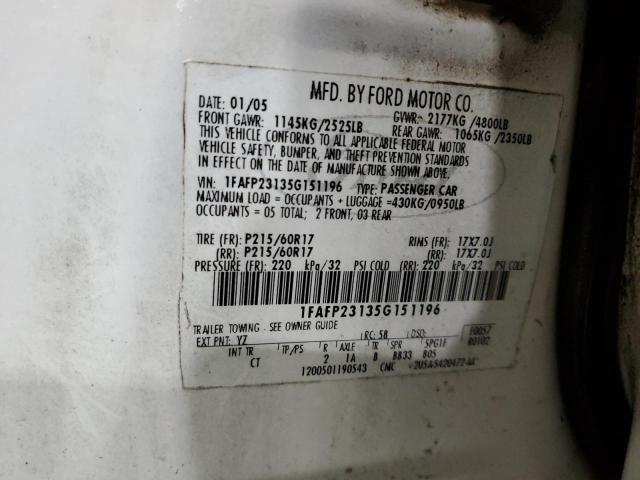 MFD. BY FORD MOTOR CO.
DATE: 01/05 GVWR: 2177KG /4800LB
FRONT GAWR: 1145KG/2525LB REAR GAWR: 1065KG /2350LB
THIS VEHICLE CONFORMS TO ALL APPLICABLE FEDERAL MOTOR
VEHICLE SAFETY, BUMPER, AND THEFT PREVENTION STANDARDS
IN EFFECT ON THE DATE OF MANUFACTURE SHOWN ABOVE.
VIN: 1FAFP23135G151196 TYPE: PASSENGER CAR
MAXIMUM LOAD = OCCUPANTS + LUGGAGE =430KG/0950LB
OCCUPANTS = 05 TOTAL; 2 FRONT, 03 REAR
TIRE (FR): P215/60R17 RIMS (FR): 17X7.0J
(RR): P215/60R17 (RR): 17X7.0J
PRESSURE (FR): 220 kPa/32 PSI COLD (RR): 220 kPa/32 PSI COLD
1FAFP23135G151196
TRAILER TOWING - SEE OWNER GUIDE
EXT PNT: YZ RC: 58 DSO: F0057
INT TR TP/PS R AXLE TR SPR SPG1F R0102
CT 2 1A B BB33 805
1200501190543 CNC